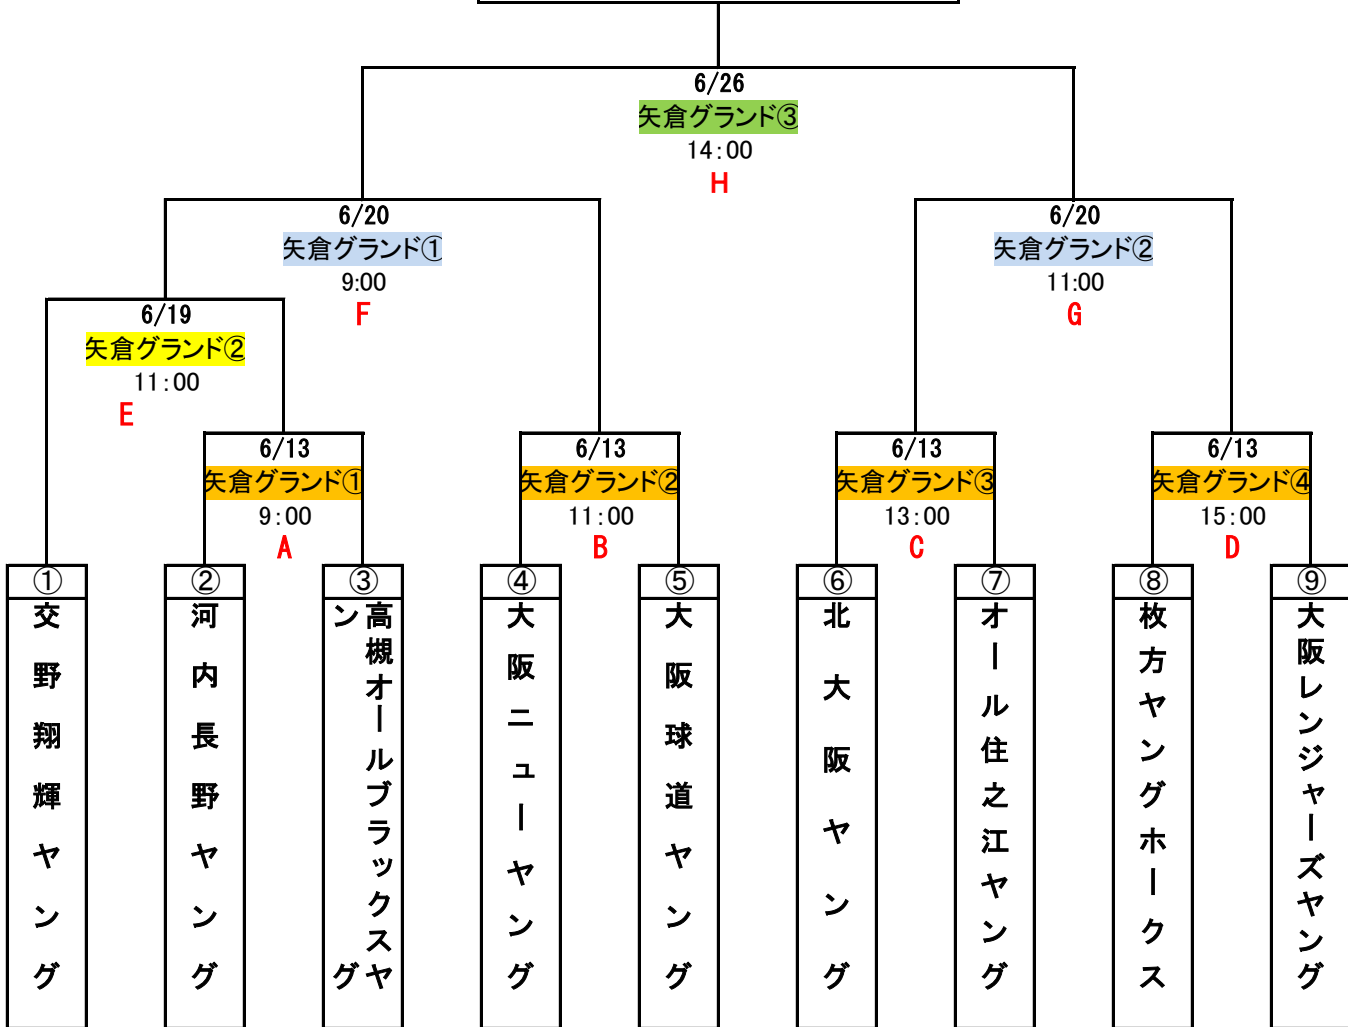 6/26
矢倉グランド③
14:00
H
6/20
矢倉グランド①
9:00
F
6/20
矢倉グランド②
11:00
G
6/19
矢倉グランド②
11:00
E
6/13
矢倉グランド①
9:00
A
6/13
矢倉グランド②
11:00
B
6/13
矢倉グランド③
13:00
C
6/13
矢倉グランド④
15:00
D
①
交野翔輝ヤング
②
河内長野ヤング
③
高槻オールブラックスヤ
ング
④
大阪ニューヤング
⑤
大阪球道ヤング
⑥
北大阪ヤング
⑦
オール住之江ヤング
⑧
枚方ヤングホークス
⑨
大阪レンジャーズヤング